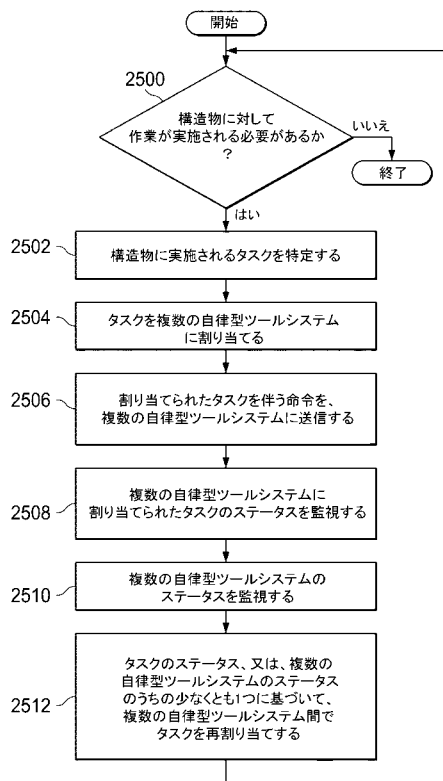 開始
2500
構造物に対して
作業が実施される必要があるか
?
いいえ
終了
はい
2502
構造物に実施されるタスクを特定する
2504
タスクを複数の自律型ツールシステム
に割り当てる
2506
割り当てられたタスクを伴う命令を、
複数の自律型ツールシステムに送信する
2508
複数の自律型ツールシステムに
割り当てられたタスクのステータスを監視する
2510
複数の自律型ツールシステムの
ステータスを監視する
2512
タスクのステータス、又は、複数の
自律型ツールシステムのステータス
のうちの少なくとも1つに基づいて、
複数の自律型ツールシステム間で
タスクを再割り当てする